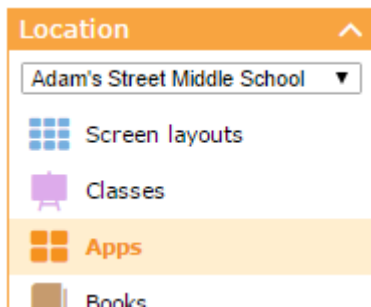 Location
Adam's Street Middle School
Screen layouts
Classes
Apps
Books